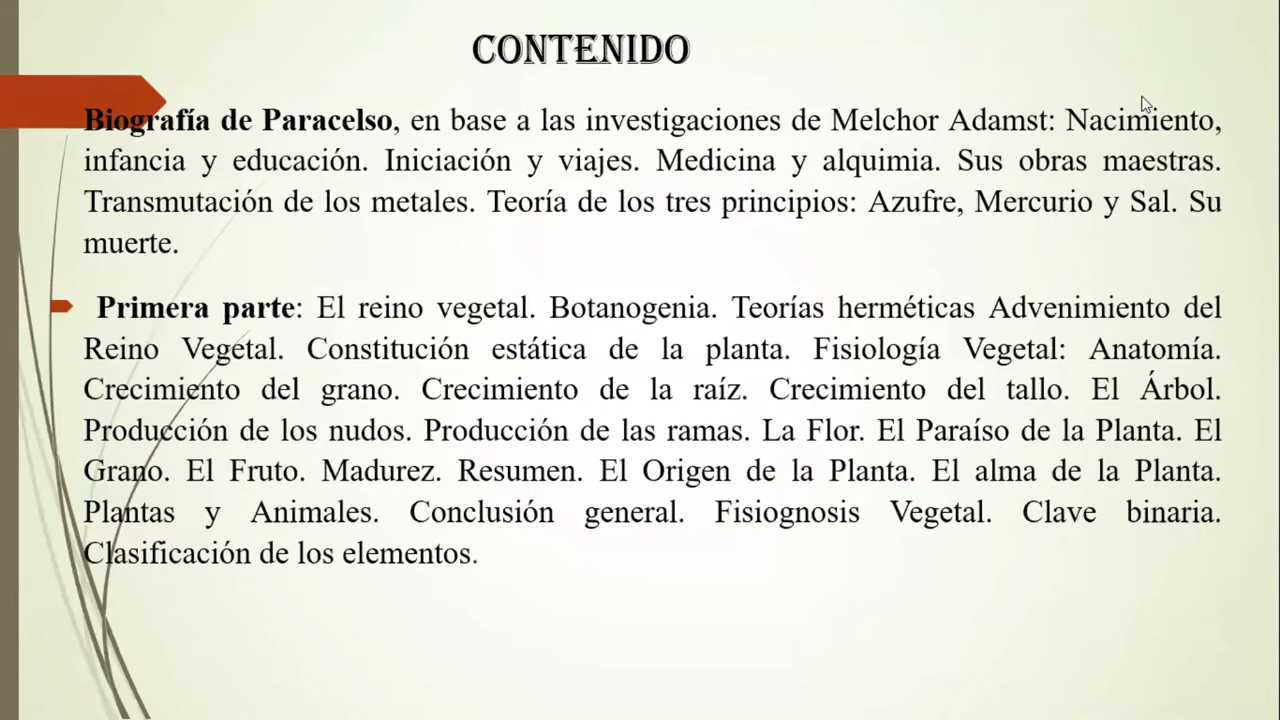 CONTENIDO
Biografía de Paracelso, en base a las investigaciones de Melchor Adamst: Nacimiento,
infancia y educación. Iniciación y viajes. Medicina y alquimia. Sus obras maestras.
Transmutación de los metales. Teoría de los tres principios: Azufre, Mercurio y Sal. Su
muerte.
Primera parte: El reino vegetal. Botanogenia. Teorías herméticas Advenimiento del
Reino Vegetal. Constitución estática de la planta. Fisiología Vegetal: Anatomía.
Crecimiento del grano. Crecimiento de la raíz. Crecimiento del tallo. El Árbol.
Producción de los nudos. Producción de las ramas. La Flor. El Paraíso de la Planta. El
Grano. El Fruto. Madurez. Resumen. El Origen de la Planta. El alma de la Planta.
Plantas y Animales. Conclusión general. Fisiognosis Vegetal. Clave binaria.
Clasificación de los elementos.